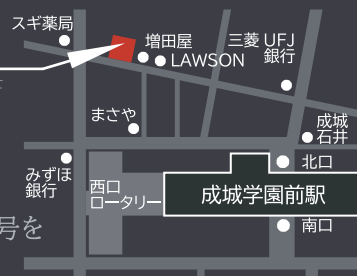 スギ薬局
増田屋
LAWSON
三菱 UFJ
銀行
まさや
成城
石井
みずほ
銀行
西口
ロータリー
北口
成城学園前駅
南口
号を